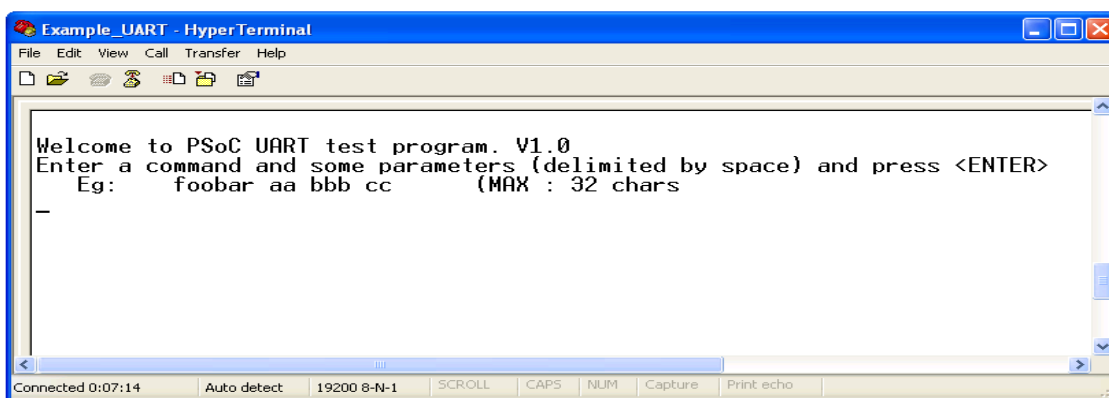 Example_UART - HyperTerminal
File Edit View Call Transfer Help
Welcome to PSoC UART test program. V1.0
Enter a command and some parameters (delimited by space) and press <ENTER>
Eg: foobar aa bbb cc (MAX : 32 chars
Connected 0:07:14 Auto detect 19200 8-N-1 SCROLL CAPS NUM Capture Print echo